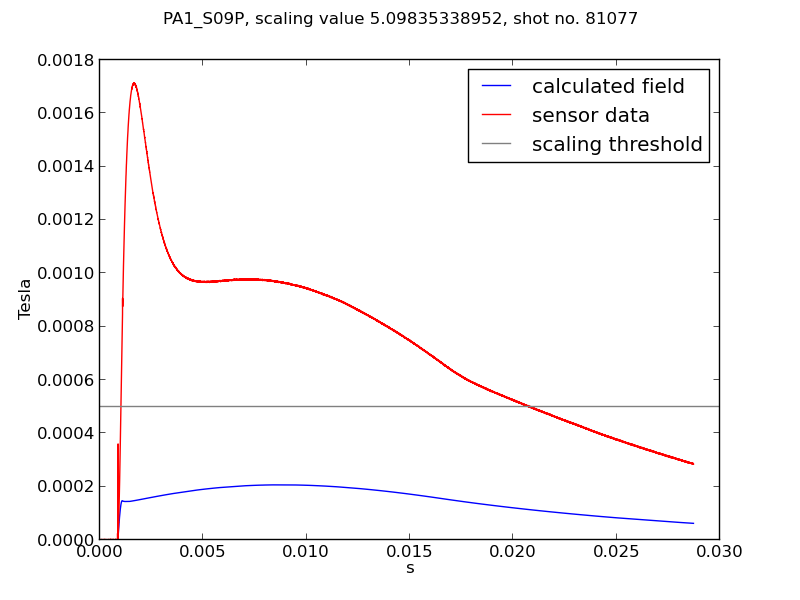 PA1_S09P, scaling value 5.09835338952, shot no. 81077
calculated field
sensor data
scaling threshold
Tesla
0.0018
0.0016
0.0014
0.0012
0.0010
0.0008
0.0006
0.0004
0.0002
0.0000
0.000 0.005 0.010 0.015 0.020 0.025 0.030
s